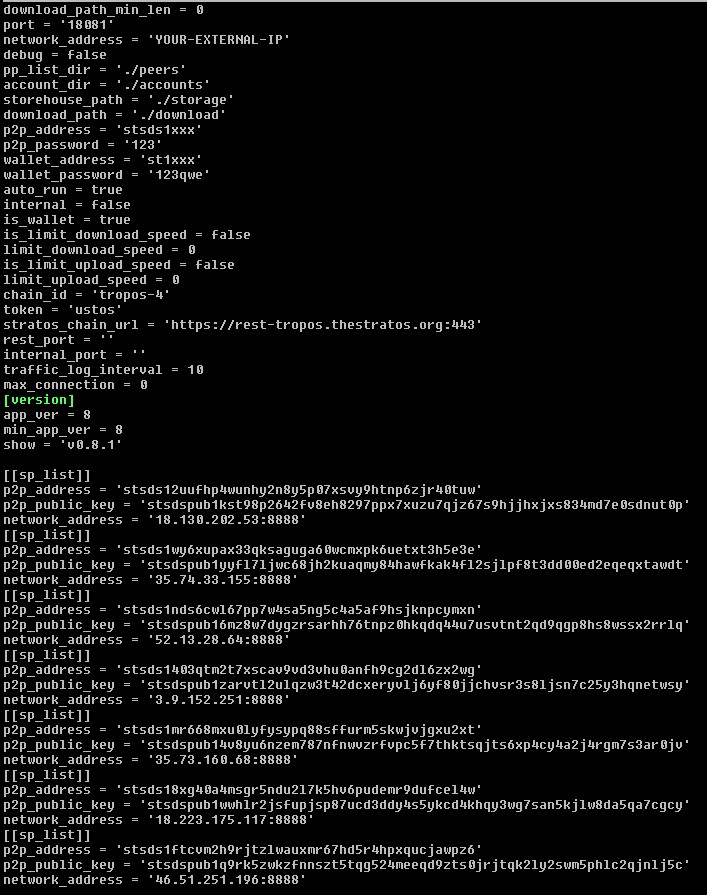 download_path_min_len = 0
port = '18081'
network_address = 'YOUR-EXTERNAL-IP'
debug = false
pp_list_dir = './peers'
account_dir = './accounts'
storehouse_path = './storage'
download_path = './download'
p2p_address = 'stsds1xxx'
p2p_password = '123'
wallet_address = 'st1xxx'
wallet_password = '123qwe'
auto_run = true
internal = false
is_wallet = true
is_limit_download_speed = false
limit_download_speed = 0
is_limit_upload_speed = false
limit_upload_speed = 0
chain_id = 'tropos-4'
token = 'ustos'
stratos_chain_url = 'https://rest-tropos.thestratos.org:443'
rest_port = ''
internal_port = ''
traffic_log_interval = 10
max_connection = 0
[version]
app_ver = 8
min_app_ver = 8
show = 'v0.8.1'
[[sp_list]]
p2p_address = 'stsds12uufhp4wunhy2n8y5p07xsvy9htnp6zjr40tuw'
p2p_public_key = 'stsdspub1kst98p2642fv8eh8297ppx7xuzu7qjz67s9hjjhxjxs834md7e0sdnut0p'
network_address = '18.130.202.53:8888'
[[sp_list]]
p2p_address = 'stsds1wy6xupax33qksaguga60wcmxpk6uetxt3h5e3e'
p2p_public_key = 'stsdspub1yyfl7ljwc68jh2kuaqmy84hawfkak4fl2sjlpf8t3dd00ed2eqeqxtawdt'
network_address = '35.74.33.155:8888'
[[sp_list]]
p2p_address = 'stsds1nds6cwl67pp7w4sa5ng5c4a5af9hsjknpcymxn'
p2p_public_key = 'stsdspub16mz8w7dygzrsarhh76tnpz0hkqdq44u7usvtnt2qd9qgp8hs8wssx2rrlq'
network_address = '52.13.28.64:8888'
[[sp_list]]
p2p_address = 'stsds1403qtm2t7xscav9vd3vhu0anfh9cg2dl6zx2wg'
p2p_public_key = 'stsdspub1zarvtl2ulqzw3t42dcxeryvlj6yf80jjchvsr3s8ljsn7c25y3hqnetwsy'
network_address = '3.9.152.251:8888'
[[sp_list]]
p2p_address = 'stsds1mr668mxu0lyfysypq88sffurm5skwjvjgxu2xt'
p2p_public_key = 'stsdspub14v8yu6nzem787nfnwvzrfvpc5f7thktsqjts6xp4cy4a2j4rgm7s3ar0jv'
network_address = '35.73.160.68:8888'
[[sp_list]]
p2p_address = 'stsds18xg40a4msgr5ndu2l7k5hv6pudemr9dufcel4w'
p2p_public_key = 'stsdspub1wwhlr2jsfupjsp87ucd3ddy4s5ykcd4khqy3wg7san5kjlw8da5qa7cgcy'
network_address = '18.223.175.117:8888'
[[sp_list]]
p2p_address = 'stsds1ftcvm2h9rjtzlwauxmr67hd5r4hpxqucjawpz6'
p2p_public_key = 'stsdspub1q9rk5zwkzfnnszt5tqg524meeqd9zts0jrjtqk2ly2swm5phlc2qjnlj5c'
network_address = '46.51.251.196:8888'